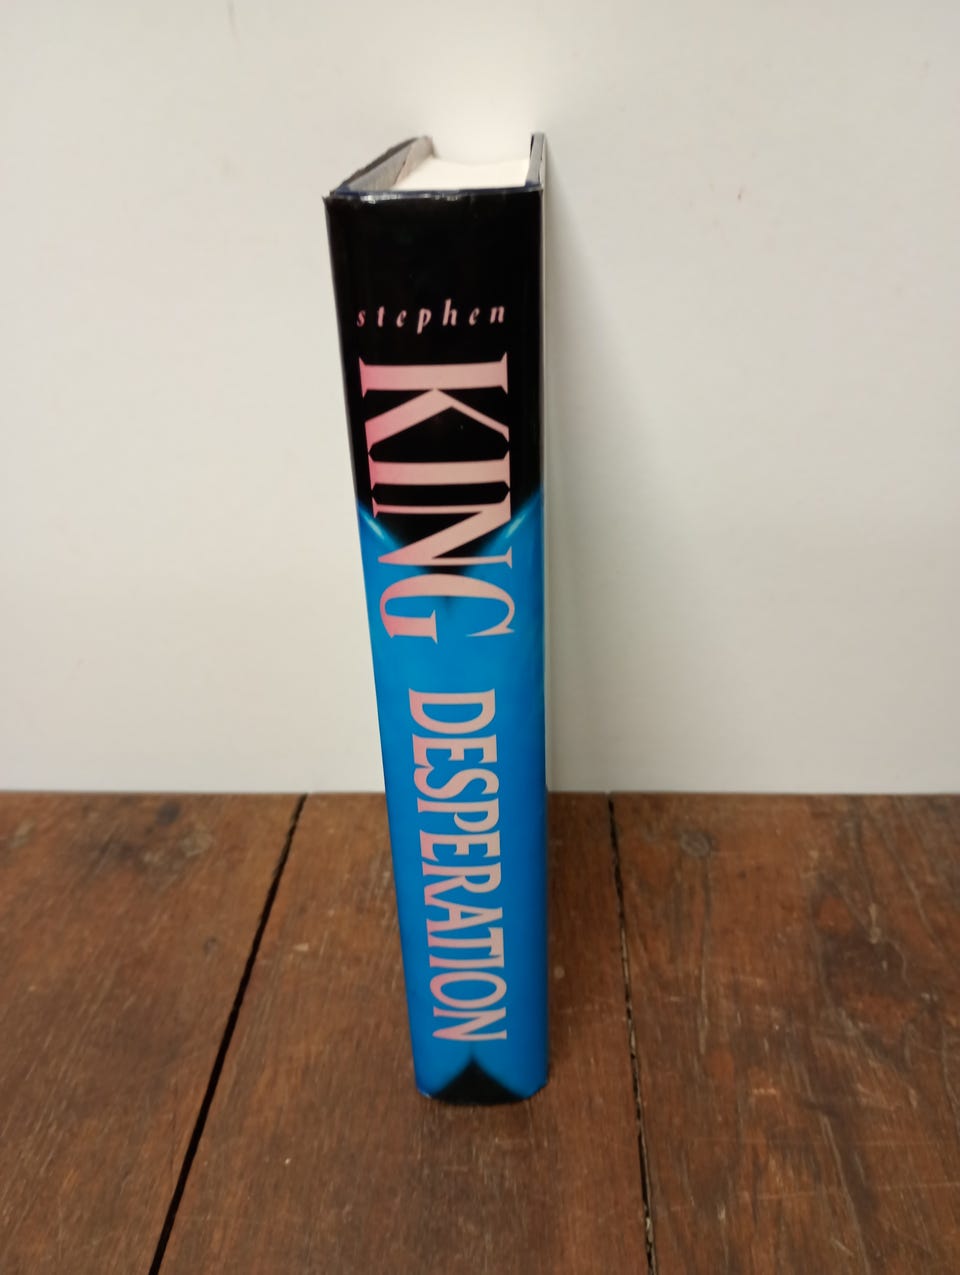 stephen
KING
DESPERATION